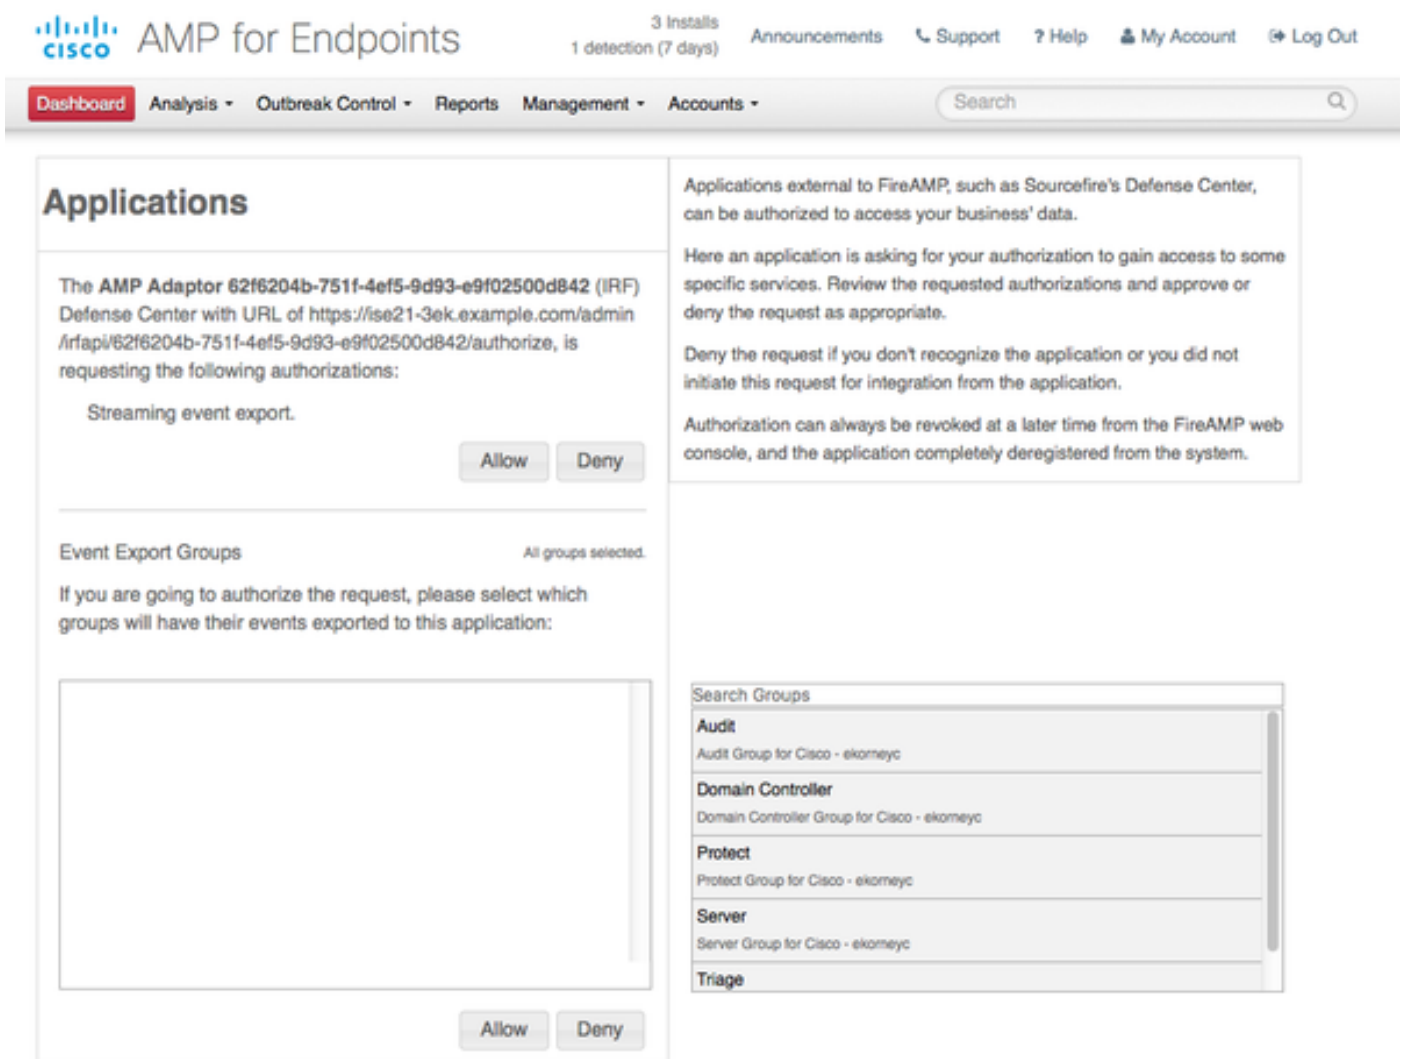 cisco AMP for Endpoints
3 Installs
1 detection (7 days)
Announcements
Support
? Help
My Account
Log Out
Dashboard
Analysis
Outbreak Control
Reports
Management
Accounts
Search
Applications
The AMP Adaptor 62f6204b-751f-4ef5-9d93-e9f02500d842 (IRF)
Defense Center with URL of https://ise21-3ek.example.com/admin
/irfapi/62f6204b-751f-4ef5-9d93-e9f02500d842/authorize, is
requesting the following authorizations:
Streaming event export.
Allow
Deny
Applications external to FireAMP, such as Sourcefire's Defense Center,
can be authorized to access your business' data.
Here an application is asking for your authorization to gain access to some
specific services. Review the requested authorizations and approve or
deny the request as appropriate.
Deny the request if you don't recognize the application or you did not
initiate this request for integration from the application.
Authorization can always be revoked at a later time from the FireAMP web
console, and the application completely deregistered from the system.
Event Export Groups
All groups selected.
If you are going to authorize the request, please select which
groups will have their events exported to this application:
Search Groups
Audit
Audit Group for Cisco - ekorneyc
Domain Controller
Domain Controller Group for Cisco - ekorneyc
Protect
Protect Group for Cisco - ekorneyc
Server
Server Group for Cisco - ekorneyc
Triage
Allow
Deny